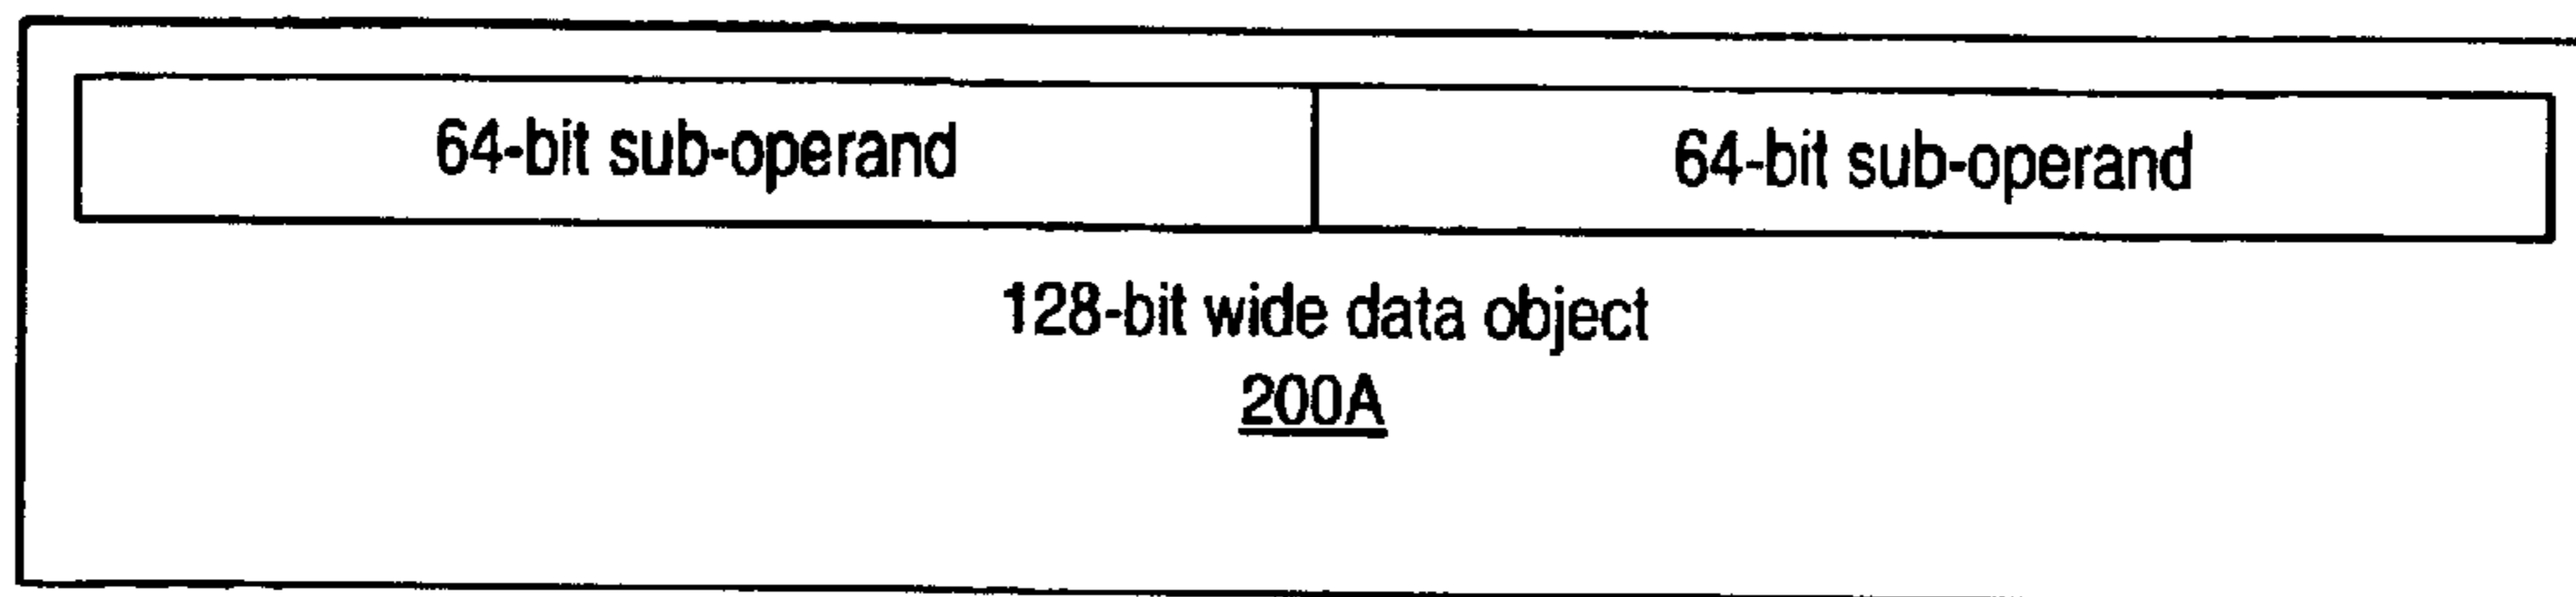 64-bit sub-operand 64-bit sub-operand
128-bit wide data object
200A